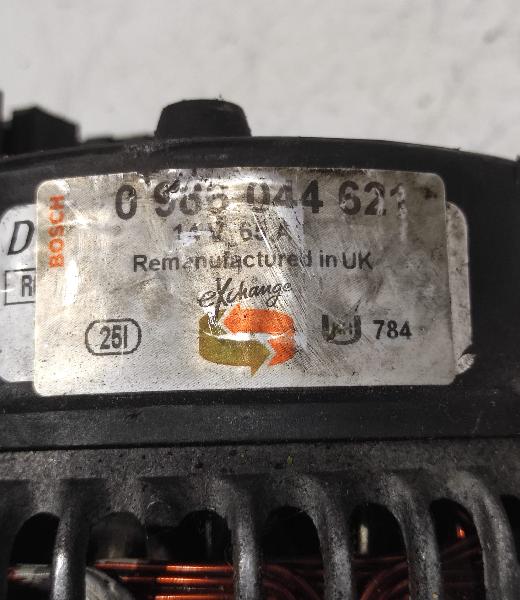 BOSCH
0 986 044 621
14 V 65 A
Remanufactured in UK
eXchange
25I
784
D
R